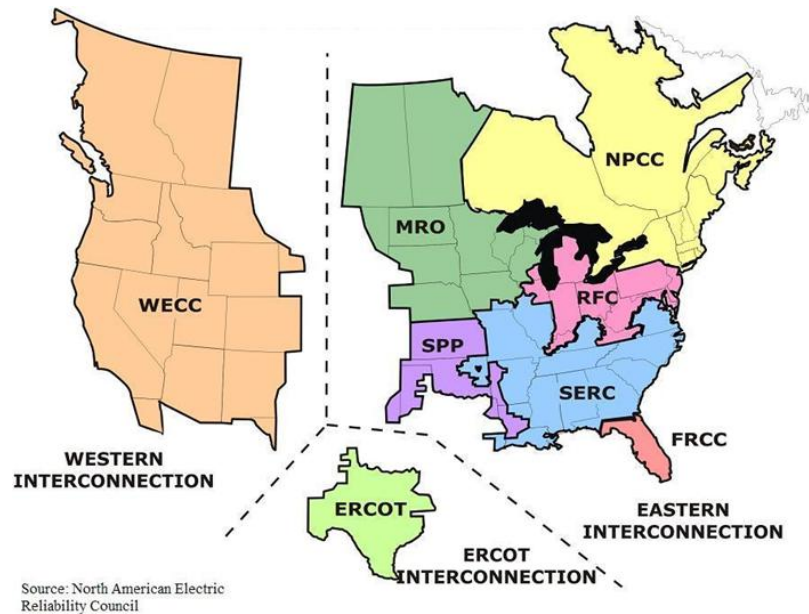 NPCC
MRO
RFC
WECC
SPP
SERC
FRCC
WESTERN
INTERCONNECTION
EASTERN
INTERCONNECTION
ERCOT
ERCOT
INTERCONNECTION
Source: North American Electric
Reliability Council